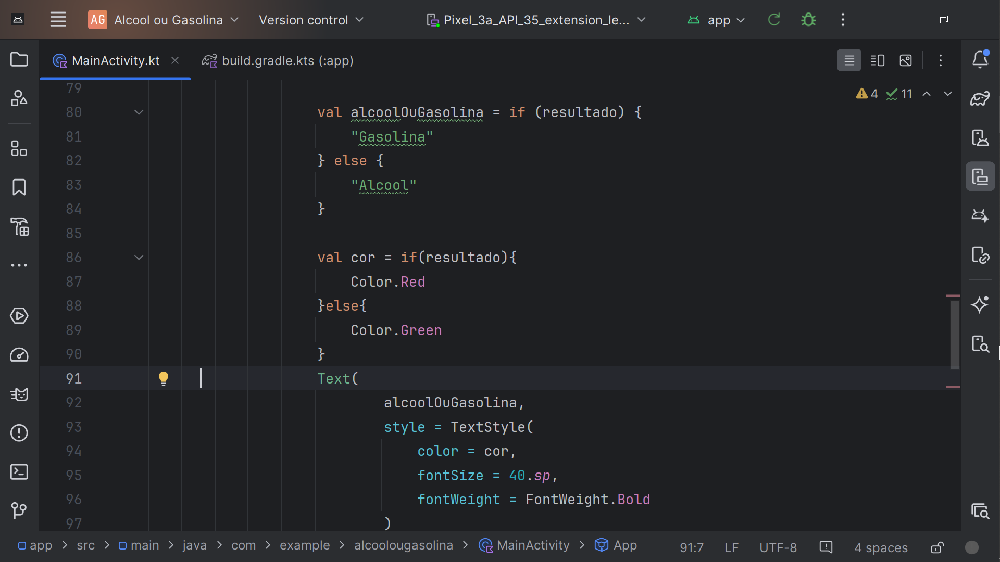 AG Alcool ou Gasolina Version control Pixel_3a_API_35_extension_le... app
MainActivity.kt build.gradle.kts (:app)
4 11
79
80 val alcoolOuGasolina = if (resultado) {
81 "Gasolina"
82 } else {
83 "Alcool"
84 }
85
86 val cor = if(resultado){
87 Color.Red
88 }else{
89 Color.Green
90 }
91 Text(
92 alcoolOuGasolina,
93 style = TextStyle(
94 color = cor,
95 fontSize = 40.sp,
96 fontWeight = FontWeight.Bold
97 )
app > src > main > java > com > example > alcoolougasolina > MainActivity > App 91:7 LF UTF-8 4 spaces